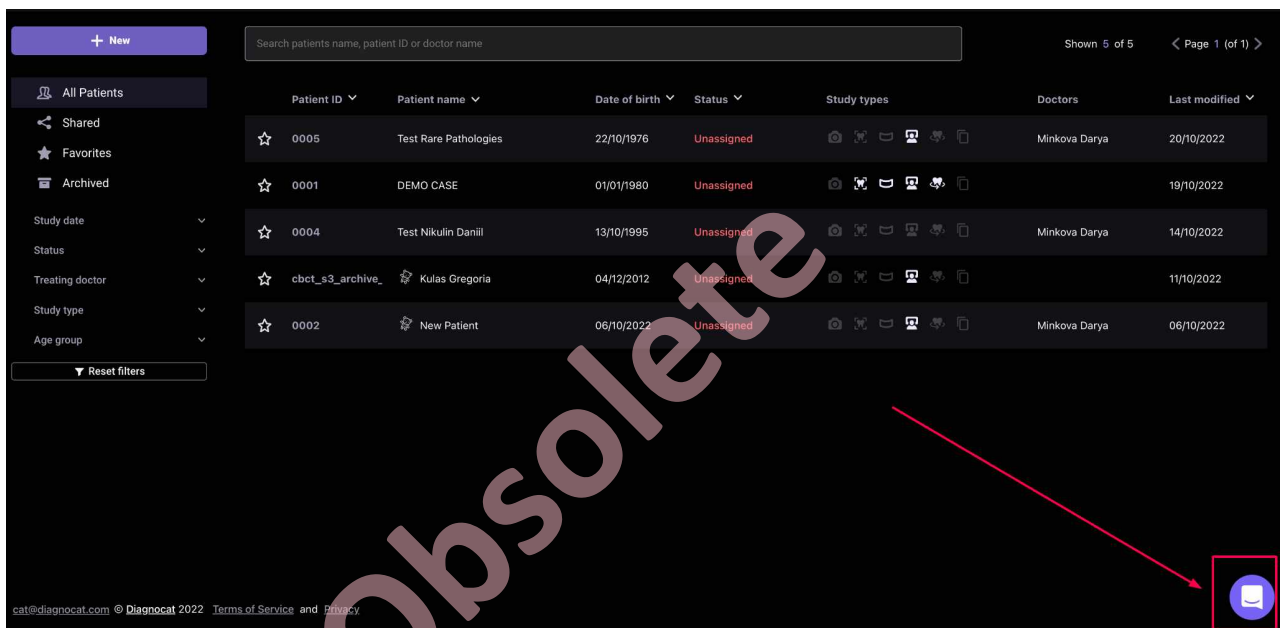 + New
Search patients name, patient ID or doctor name
Shown 5 of 5
Page 1 (of 1)
All Patients
Shared
Favorites
Archived
Study date
Status
Treating doctor
Study type
Age group
Reset filters
Patient ID Patient name Date of birth Status Study types Doctors Last modified
0005 Test Rare Pathologies 22/10/1976 Unassigned Minkova Darya 20/10/2022
0001 DEMO CASE 01/01/1980 Unassigned 19/10/2022
0004 Test Nikulin Daniil 13/10/1995 Unassigned Minkova Darya 14/10/2022
cbct_s3_archive_ Kulas Gregoria 04/12/2012 Unassigned 11/10/2022
0002 New Patient 06/10/2022 Unassigned Minkova Darya 06/10/2022
Obsolete
cat@diagnocat.com © Diagnocat 2022 Terms of Service and Privacy